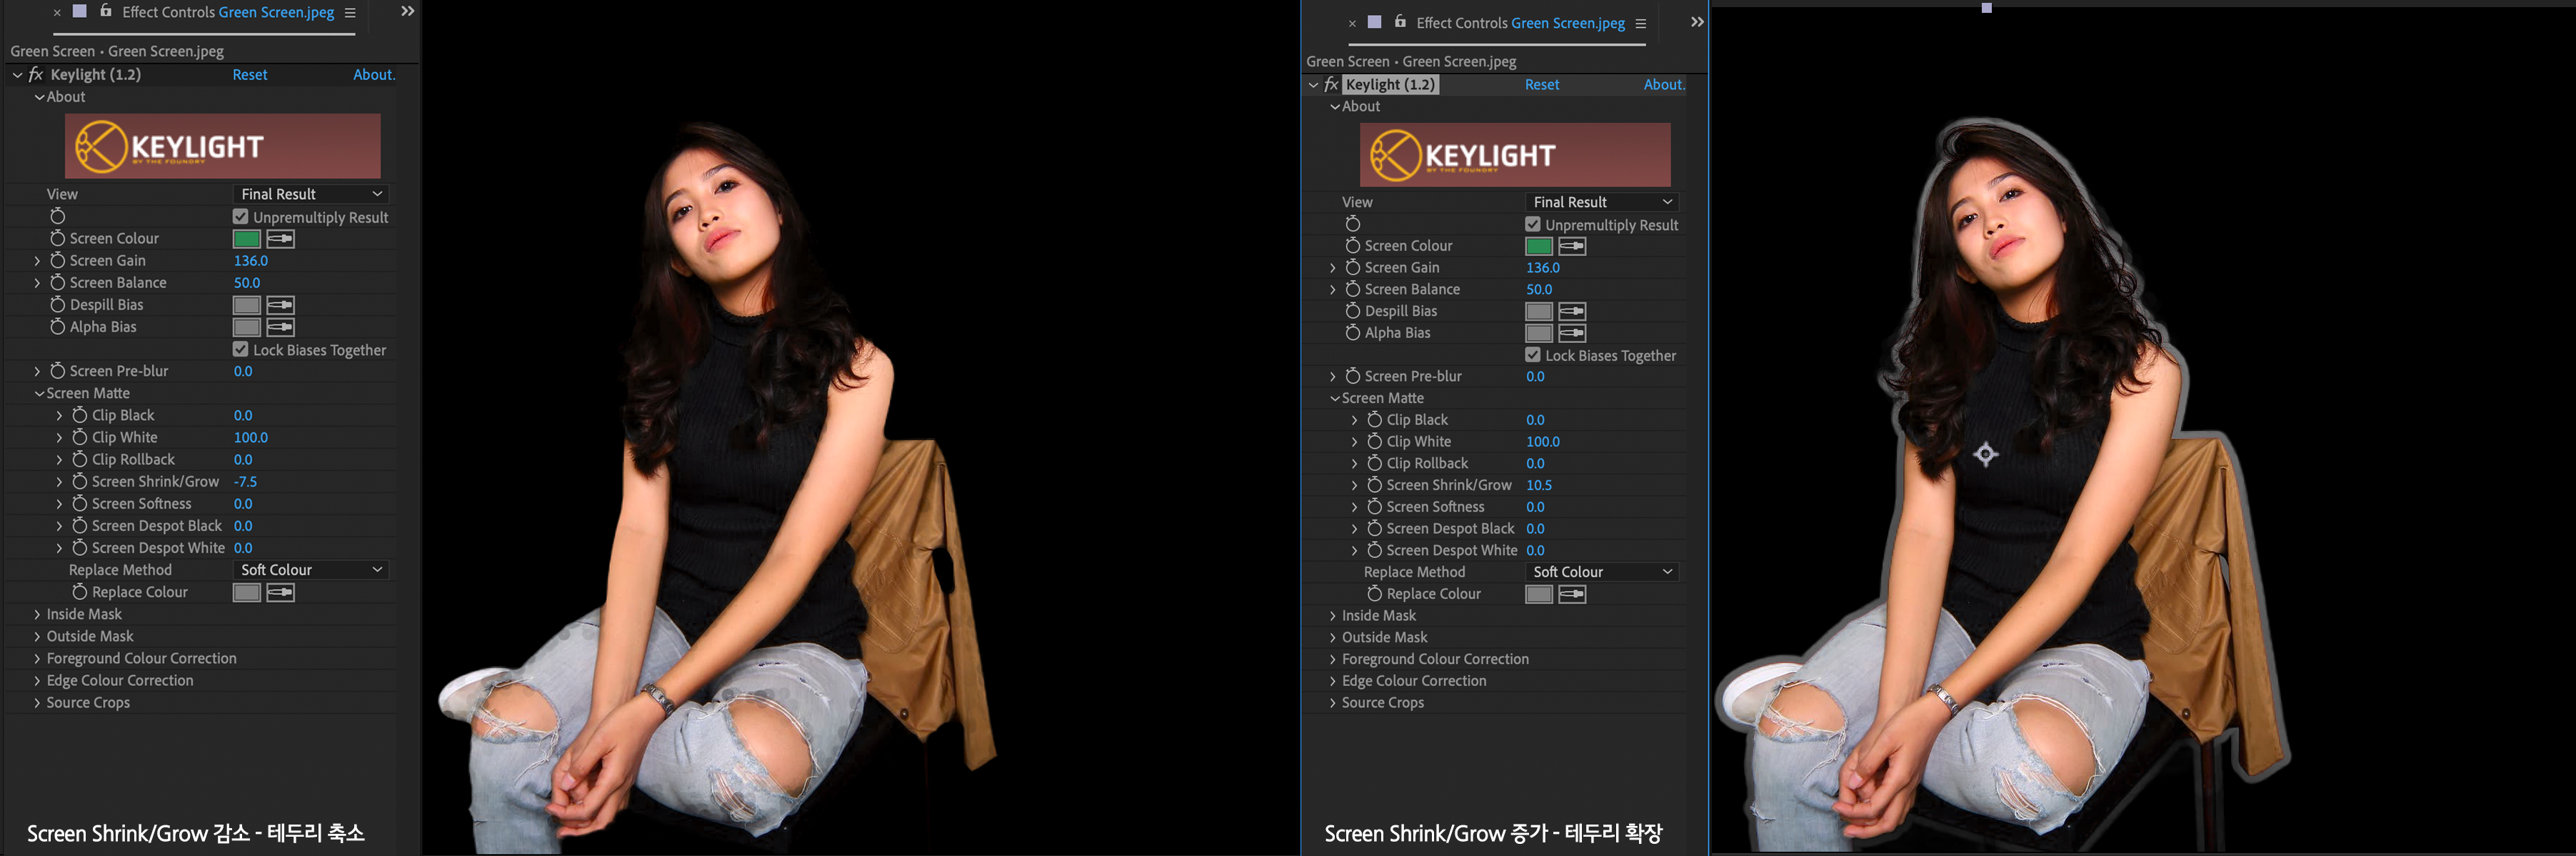 Effect Controls Green Screen.jpeg
Green Screen • Green Screen.jpeg
fx Keylight (1.2) Reset About.
About
KEYLIGHT
BY THE FOUNDRY
View Final Result
Unpremultiply Result
Screen Colour
Screen Gain 136.0
Screen Balance 50.0
Despill Bias
Alpha Bias
Lock Biases Together
Screen Pre-blur 0.0
Screen Matte
Clip Black 0.0
Clip White 100.0
Clip Rollback 0.0
Screen Shrink/Grow -7.5
Screen Softness 0.0
Screen Despot Black 0.0
Screen Despot White 0.0
Replace Method Soft Colour
Replace Colour
Inside Mask
Outside Mask
Foreground Colour Correction
Edge Colour Correction
Source Crops
Screen Shrink/Grow 감소 - 테두리 축소
Effect Controls Green Screen.jpeg
Green Screen • Green Screen.jpeg
fx Keylight (1.2) Reset About.
About
KEYLIGHT
BY THE FOUNDRY
View Final Result
Unpremultiply Result
Screen Colour
Screen Gain 136.0
Screen Balance 50.0
Despill Bias
Alpha Bias
Lock Biases Together
Screen Pre-blur 0.0
Screen Matte
Clip Black 0.0
Clip White 100.0
Clip Rollback 0.0
Screen Shrink/Grow 10.5
Screen Softness 0.0
Screen Despot Black 0.0
Screen Despot White 0.0
Replace Method Soft Colour
Replace Colour
Inside Mask
Outside Mask
Foreground Colour Correction
Edge Colour Correction
Source Crops
Screen Shrink/Grow 증가 - 테두리 확장